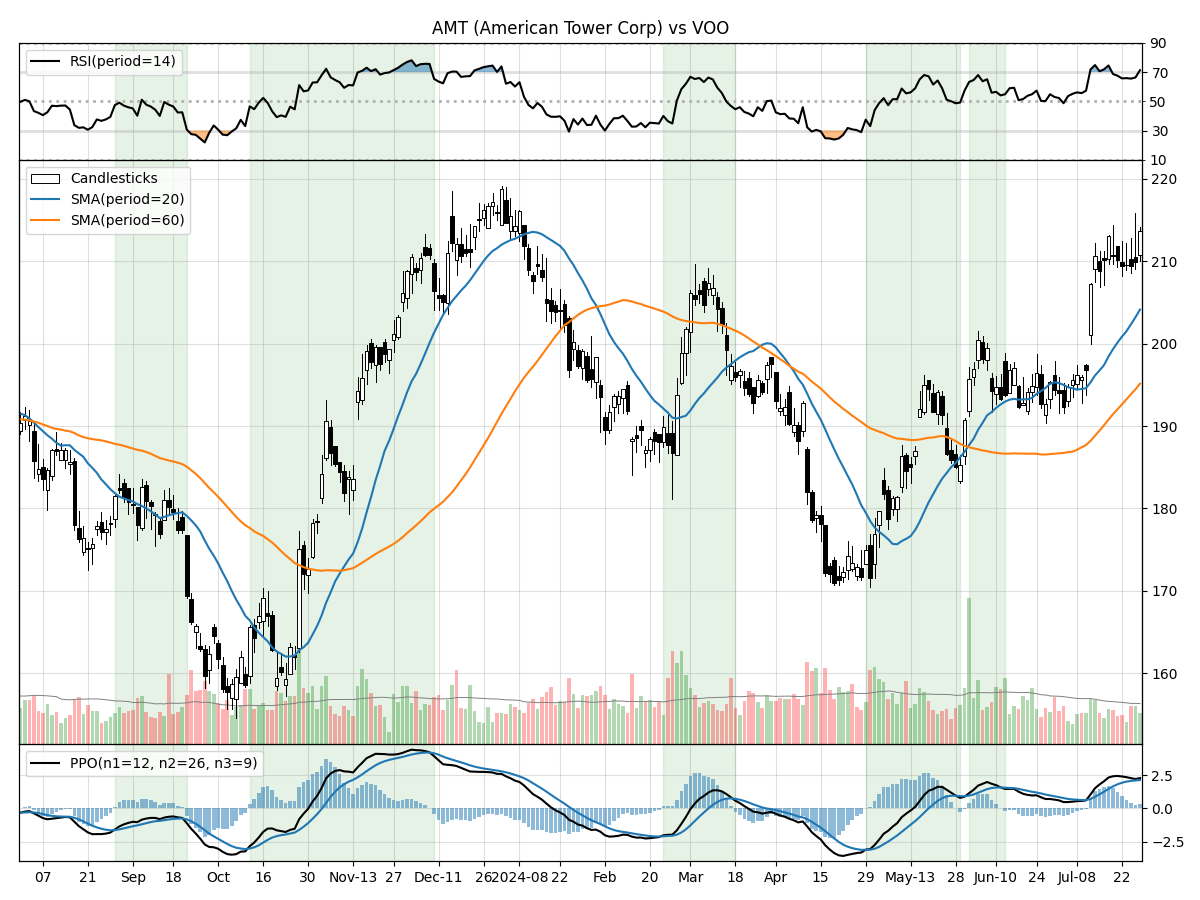 AMT (American Tower Corp) vs VOO
RSI(period=14)
90
70
50
30
10
Candlesticks
SMA(period=20)
SMA(period=60)
220
210
200
190
180
170
160
PPO(n1=12, n2=26, n3=9)
2.5
0.0
−2.5
07 21 Sep 18 Oct 16 30 Nov-13 27 Dec-11 26 2024-08 22 Feb 20 Mar 18 Apr 15 29 May-13 28 Jun-10 24 Jul-08 22